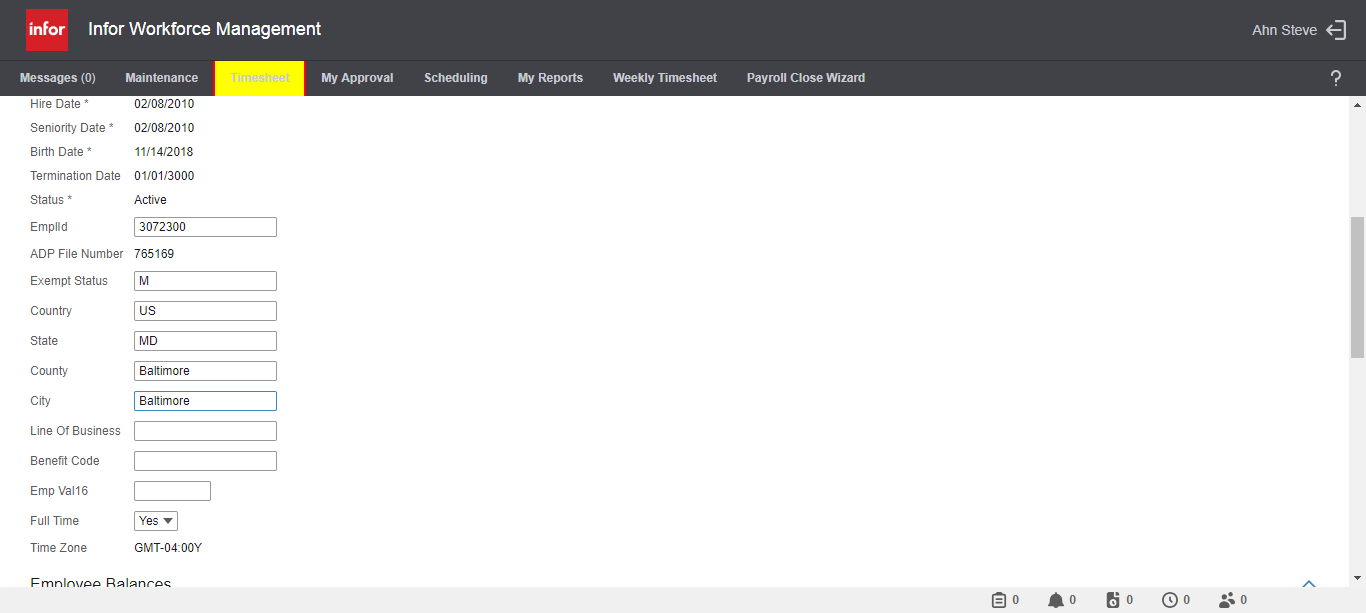 infor Infor Workforce Management Ahn Steve
Messages (0) Maintenance Timesheet My Approval Scheduling My Reports Weekly Timesheet Payroll Close Wizard ?
Hire Date * 02/08/2010
Seniority Date * 02/08/2010
Birth Date * 11/14/2018
Termination Date 01/01/3000
Status * Active
EmplId 3072300
ADP File Number 765169
Exempt Status M
Country US
State MD
County Baltimore
City Baltimore
Line Of Business
Benefit Code
Emp Val16
Full Time Yes
Time Zone GMT-04:00Y
Employee Balances
0 0 0 0 0